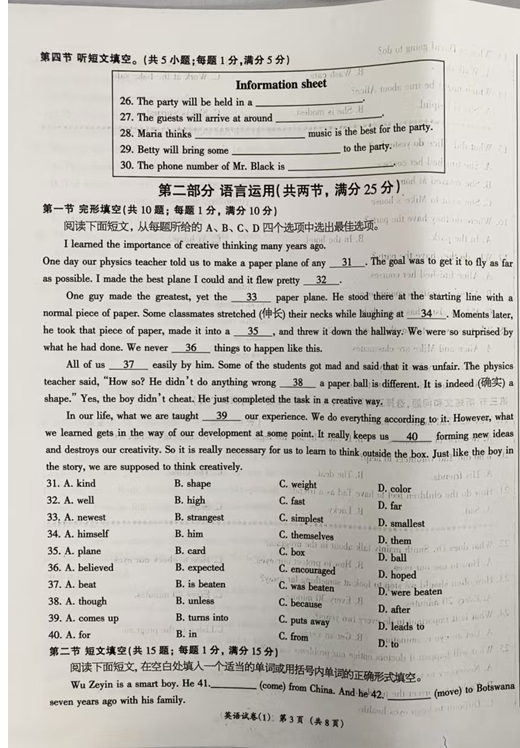 第四节 听短文填空。(共5小题;每题1分,满分5分)
Information sheet
26. The party will be held in a ____________.
27. The guests will arrive at around ____________.
28. Maria thinks ____________ music is the best for the party.
29. Betty will bring some ____________ to the party.
30. The phone number of Mr. Black is ____________.
第二部分 语言运用(共两节,满分25分)
第一节 完形填空(共10题;每题1分,满分10分)
阅读下面短文,从每题所给的 A、B、C、D 四个选项中选出最佳选项。
I learned the importance of creative thinking many years ago.
One day our physics teacher told us to make a paper plane of any __31__. The goal was to get it to fly as far
as possible. I made the best plane I could and it flew pretty __32__.
One guy made the greatest, yet the __33__ paper plane. He stood there at the starting line with a
normal piece of paper. Some classmates stretched (伸长) their necks while laughing at __34__. Moments later,
he took that piece of paper, made it into a __35__, and threw it down the hallway. We were so surprised by
what he had done. We never __36__ things to happen like this.
All of us __37__ easily by him. Some of the students got mad and said that it was unfair. The physics
teacher said, “How so? He didn't do anything wrong __38__ a paper ball is different. It is indeed (确实) a
shape.” Yes, the boy didn't cheat. He just completed the task in a creative way.
In our life, what we are taught __39__ our experience. We do everything according to it. However, what
we learned gets in the way of our development at some point. It really keeps us __40__ forming new ideas
and destroys our creativity. So it is really necessary for us to learn to think outside the box. Just like the boy in
the story, we are supposed to think creatively.
31. A. kind B. shape C. weight D. color
32. A. well B. high C. fast D. far
33. A. newest B. strangest C. simplest D. smallest
34. A. himself B. him C. themselves D. them
35. A. plane B. card C. box D. ball
36. A. believed B. expected C. encouraged D. hoped
37. A. beat B. is beaten C. was beaten D. were beaten
38. A. though B. unless C. because D. after
39. A. comes up B. turns into C. puts away D. leads to
40. A. for B. in C. from D. to
第二节 短文填空(共15题;每题1分,满分15分)
阅读下面短文,在空白处填入一个适当的单词或用括号内单词的正确形式填空。
Wu Zeyin is a smart boy. He 41.________ (come) from China. And he 42. ________ (move) to Botswana
seven years ago with his family.
英语试卷(1) 第3页 (共8页)